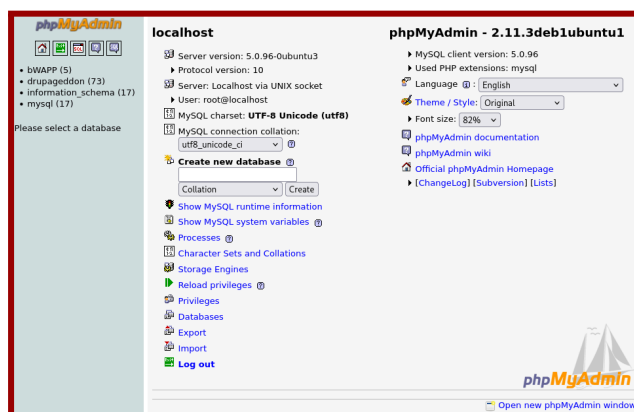 phpMyAdmin
bWAPP (5)
drupageddon (73)
information_schema (17)
mysql (17)
Please select a database
localhost
Server version: 5.0.96-0ubuntu3
Protocol version: 10
Server: Localhost via UNIX socket
User: root@localhost
MySQL charset: UTF-8 Unicode (utf8)
MySQL connection collation:
utf8_unicode_ci
Create new database
Collation Create
Show MySQL runtime information
Show MySQL system variables
Processes
Character Sets and Collations
Storage Engines
Reload privileges
Privileges
Databases
Export
Import
Log out
phpMyAdmin - 2.11.3deb1ubuntu1
MySQL client version: 5.0.96
Used PHP extensions: mysql
Language : English
Theme / Style: Original
Font size: 82%
phpMyAdmin documentation
phpMyAdmin wiki
Official phpMyAdmin Homepage
[ChangeLog] [Subversion] [Lists]
phpMyAdmin
Open new phpMyAdmin window